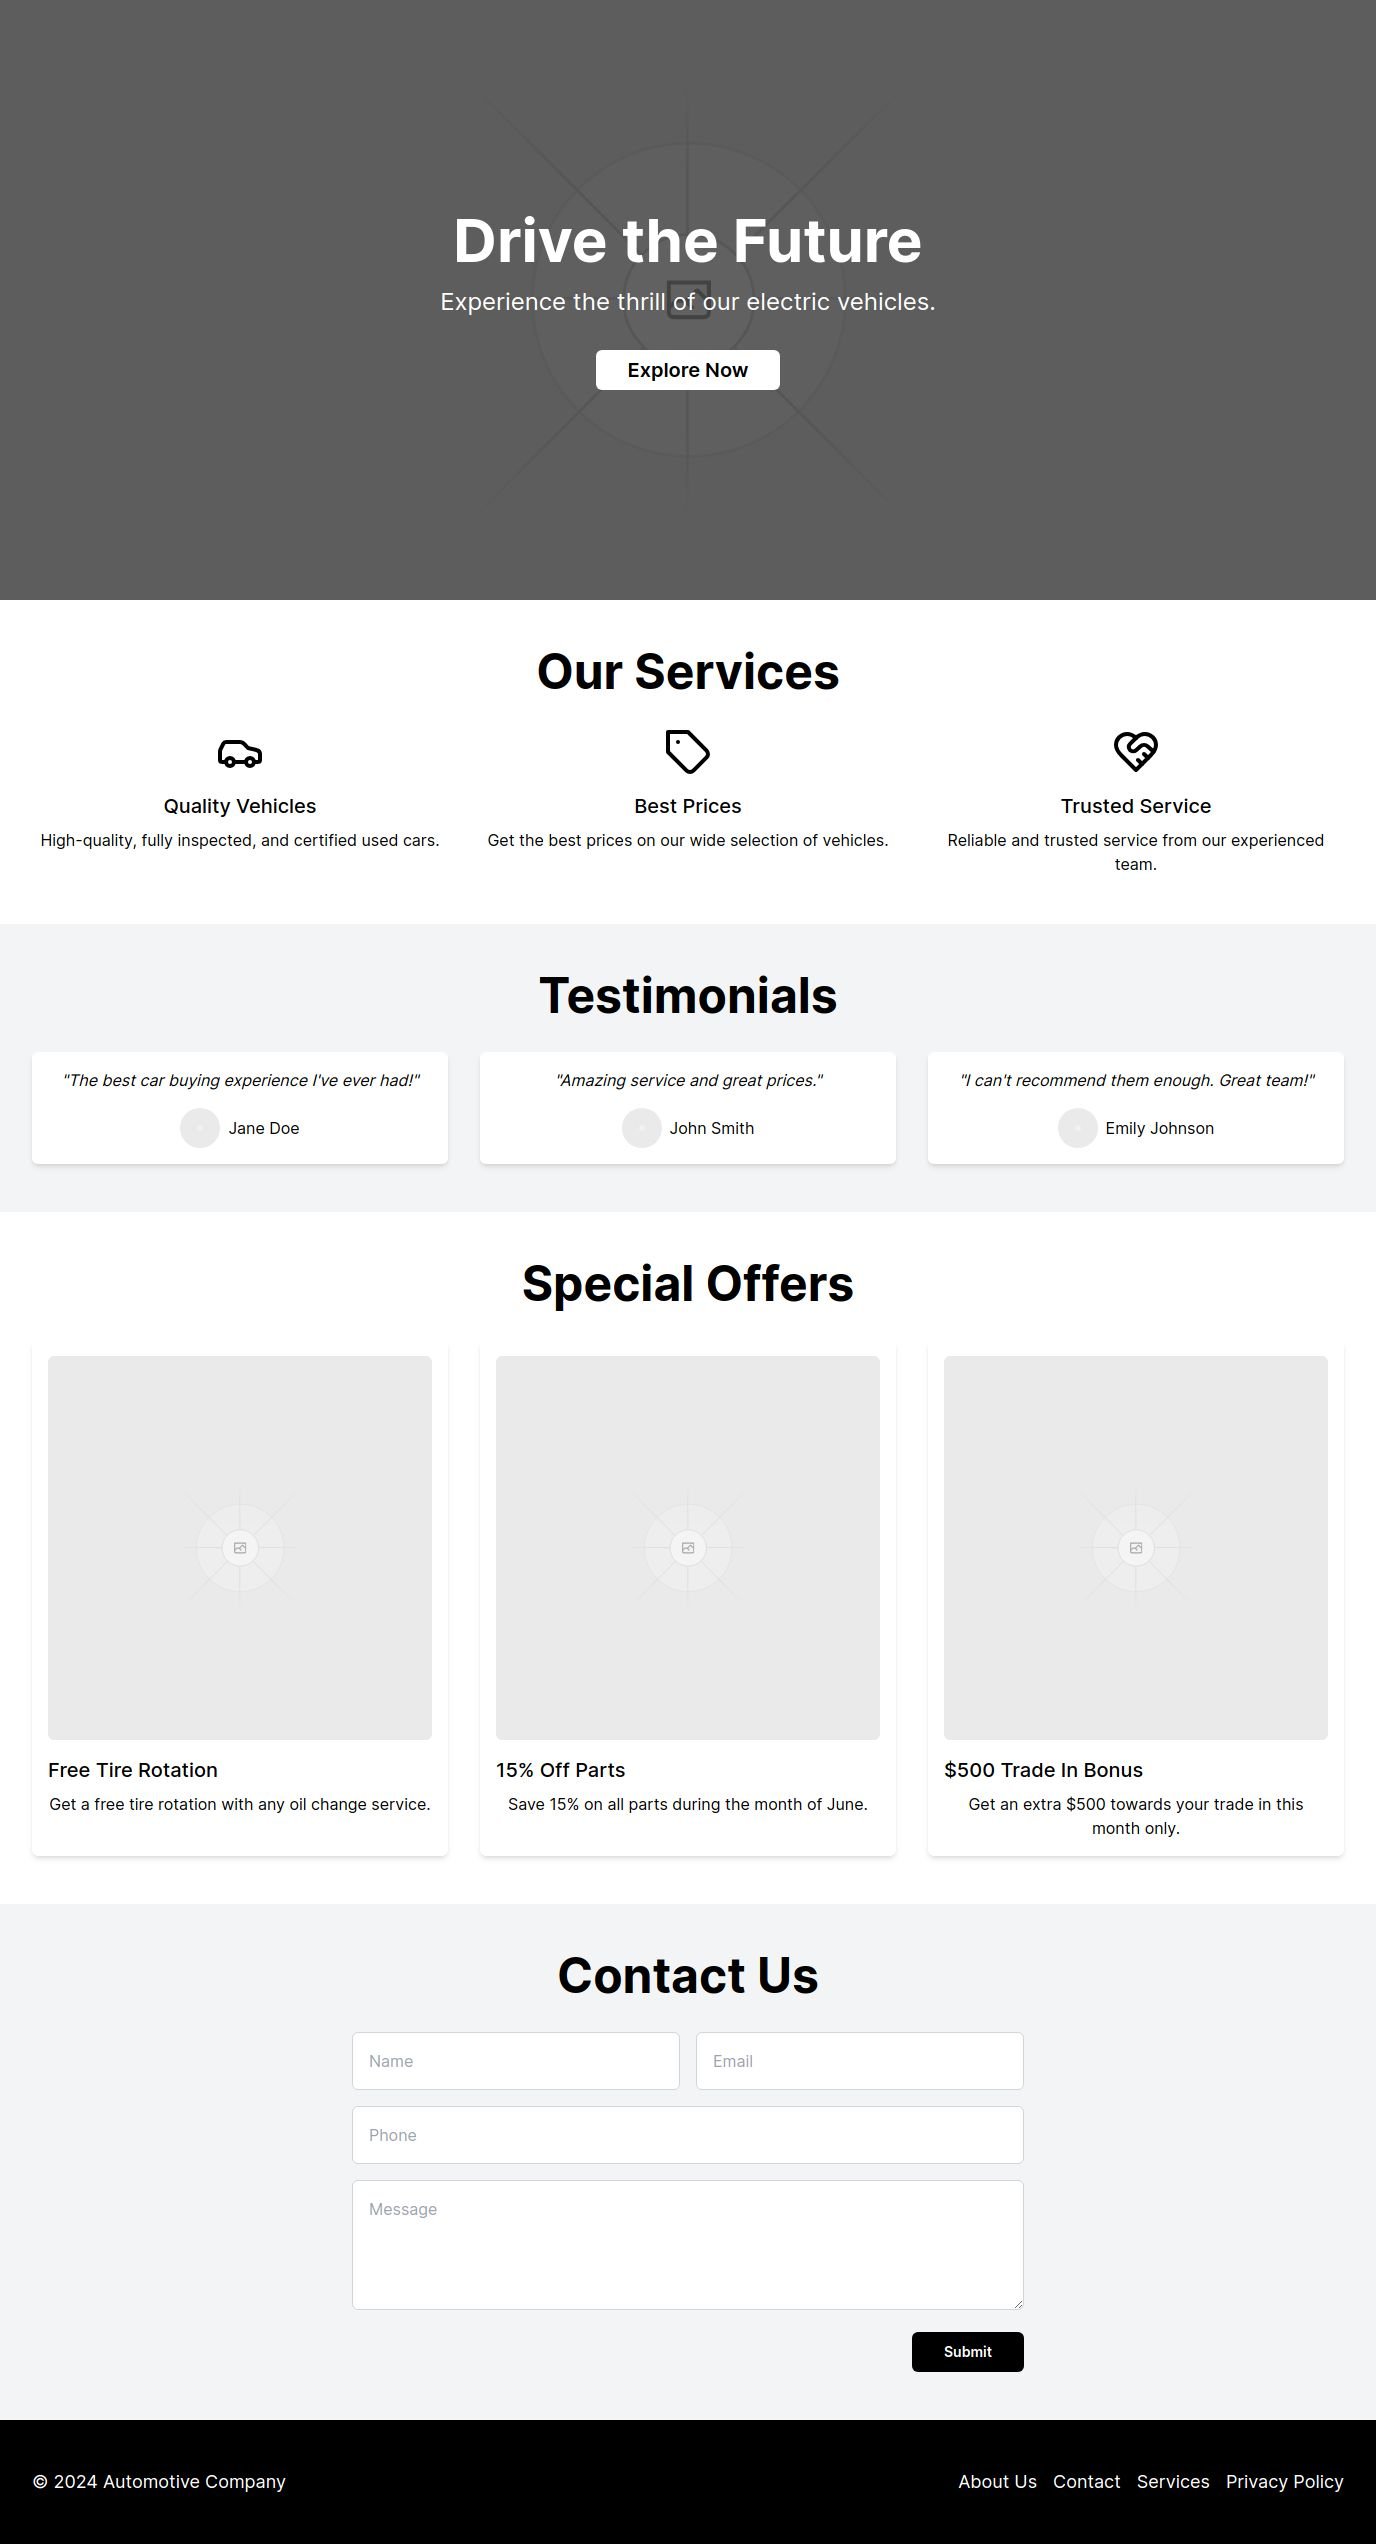 Drive the Future
Experience the thrill of our electric vehicles.
Explore Now
Our Services
Quality Vehicles
High-quality, fully inspected, and certified used cars.
Best Prices
Get the best prices on our wide selection of vehicles.
Trusted Service
Reliable and trusted service from our experienced
team.
Testimonials
"The best car buying experience I've ever had!"
Jane Doe
"Amazing service and great prices."
John Smith
"I can't recommend them enough. Great team!"
Emily Johnson
Special Offers
Free Tire Rotation
Get a free tire rotation with any oil change service.
15% Off Parts
Save 15% on all parts during the month of June.
$500 Trade In Bonus
Get an extra $500 towards your trade in this
month only.
Contact Us
Name
Email
Phone
Message
Submit
© 2024 Automotive Company
About Us
Contact
Services
Privacy Policy